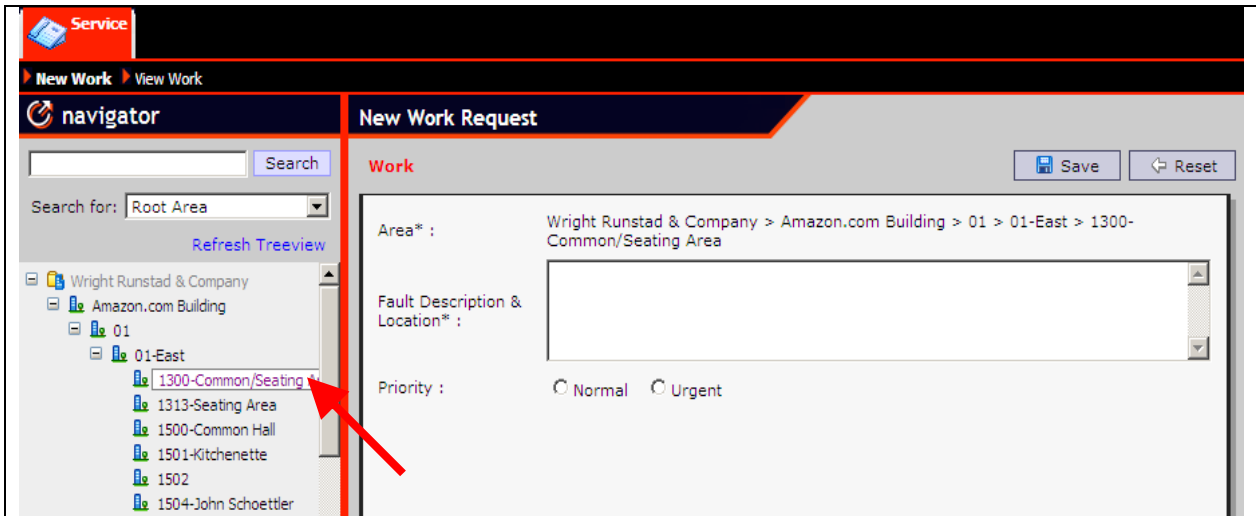 Service
New Work View Work
navigator
New Work Request
Search
Work
Save
Reset
Search for: Root Area
Refresh Treeview
Area* :
Wright Runstad & Company > Amazon.com Building > 01 > 01-East > 1300-
Common/Seating Area
Fault Description &
Location* :
Priority :
Normal
Urgent
Wright Runstad & Company
Amazon.com Building
01
01-East
1300-Common/Seating
1313-Seating Area
1500-Common Hall
1501-Kitchenette
1502
1504-John Schoettler